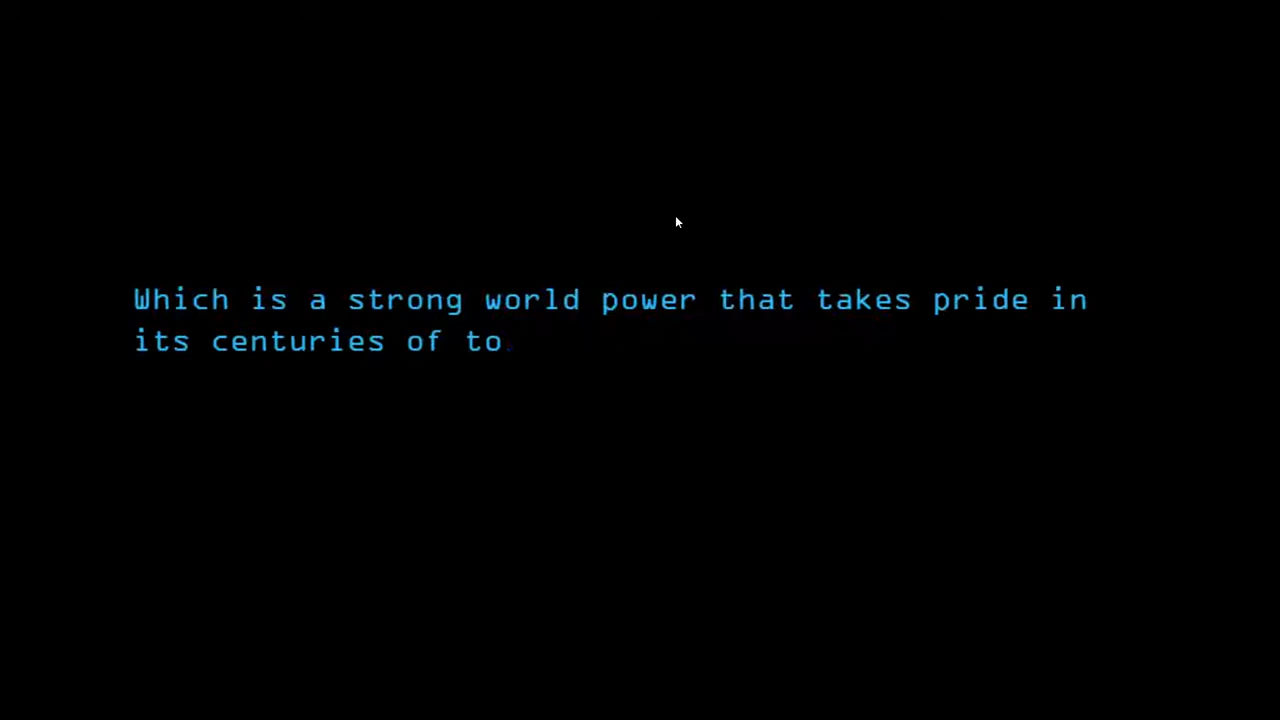 Which is a strong world power that takes pride in
its centuries of to